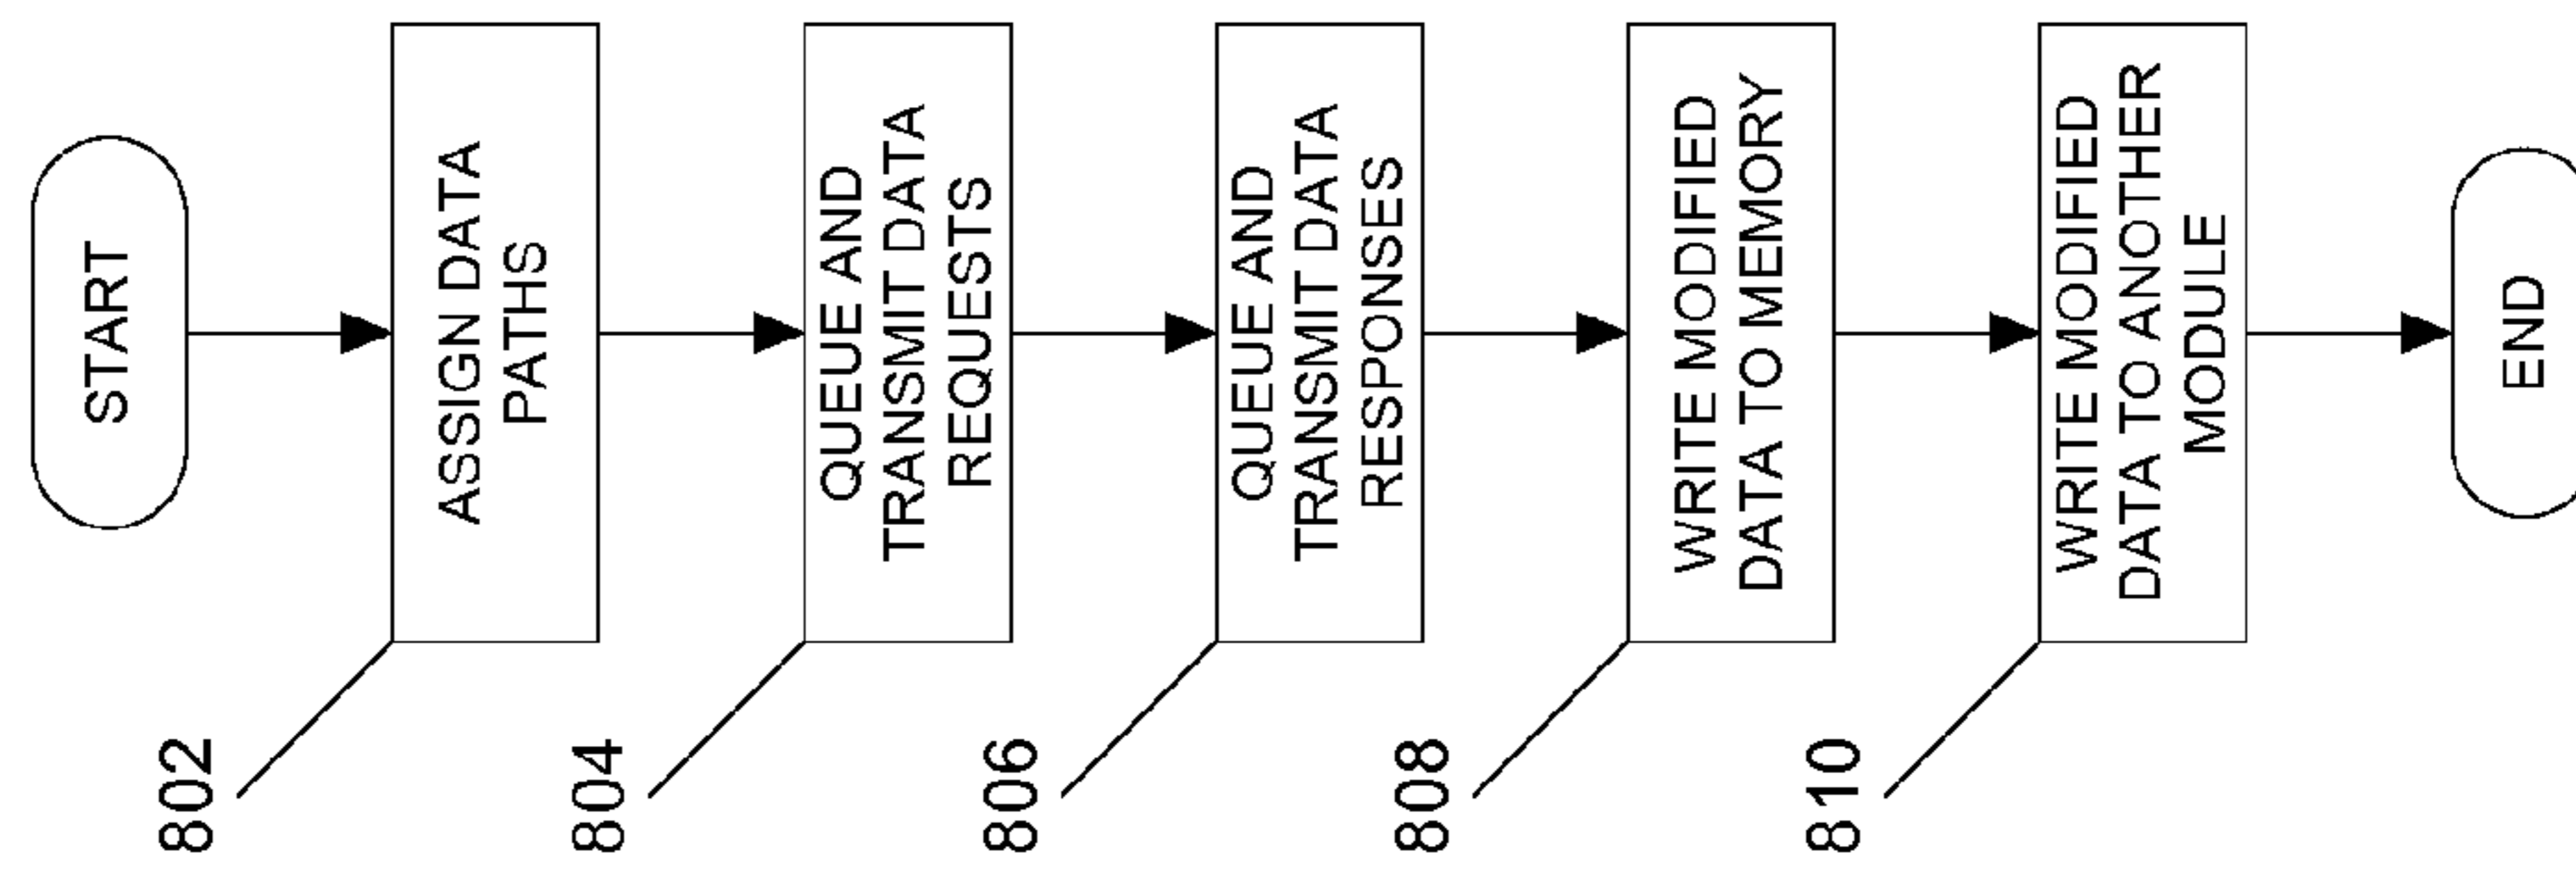 START
802
ASSIGN DATA
PATHS
804
QUEUE AND
TRANSMIT DATA
REQUESTS
806
QUEUE AND
TRANSMIT DATA
RESPONSES
808
WRITE MODIFIED
DATA TO MEMORY
810
WRITE MODIFIED
DATA TO ANOTHER
MODULE
END